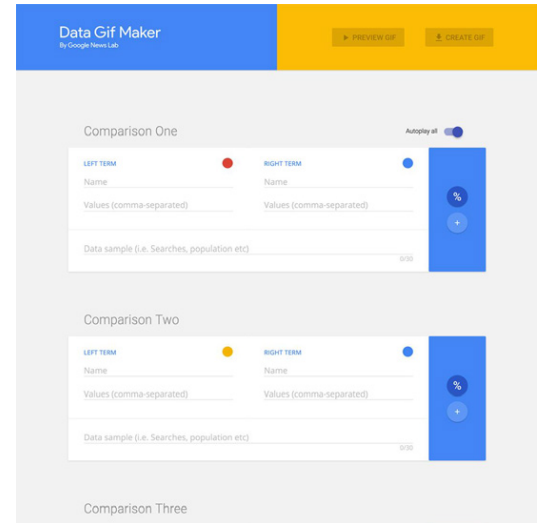 Data Gif Maker
By Google News Lab
PREVIEW GIF
CREATE GIF
Comparison One
Autoplay all
LEFT TERM
RIGHT TERM
Name
Name
Values (comma-separated)
Values (comma-separated)
%
+
Data sample (i.e. Searches, population etc)
0/30
Comparison Two
LEFT TERM
RIGHT TERM
Name
Name
Values (comma-separated)
Values (comma-separated)
%
+
Data sample (i.e. Searches, population etc)
0/30
Comparison Three